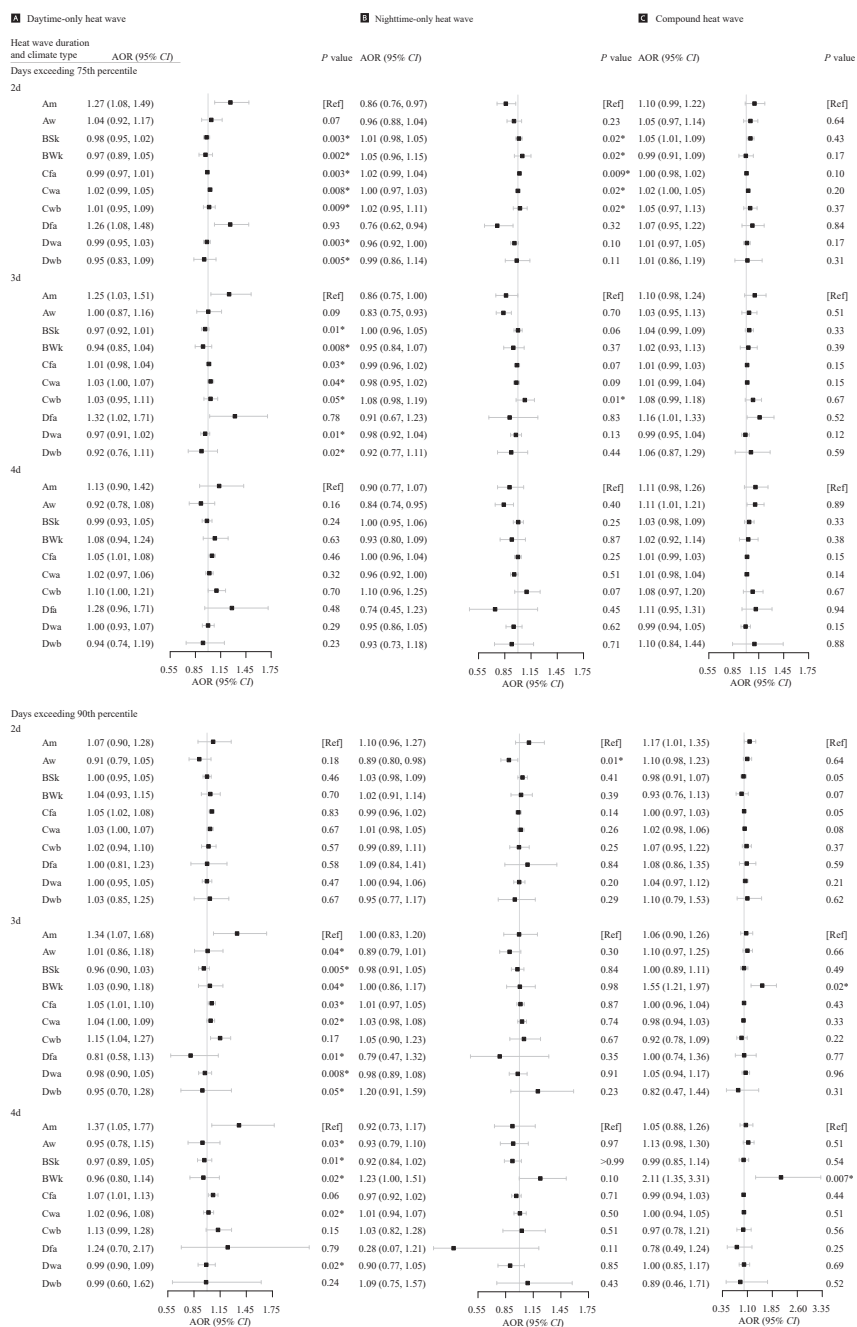 A Daytime-only heat wave B Nighttime-only heat wave C Compound heat wave
Heat wave duration
and climate type AOR (95% CI) P value AOR (95% CI) P value AOR (95% CI) P value
Days exceeding 75th percentile
2d
Am 1.27 (1.08, 1.49) [Ref] 0.86 (0.76, 0.97) [Ref] 1.10 (0.99, 1.22) [Ref]
Aw 1.04 (0.92, 1.17) 0.07 0.96 (0.88, 1.04) 0.23 1.05 (0.97, 1.14) 0.64
BSk 0.98 (0.95, 1.02) 0.003* 1.01 (0.98, 1.05) 0.02* 1.05 (1.01, 1.09) 0.43
BWk 0.97 (0.89, 1.05) 0.002* 1.05 (0.96, 1.15) 0.02* 0.99 (0.91, 1.09) 0.17
Cfa 0.99 (0.97, 1.01) 0.003* 1.02 (0.99, 1.04) 0.009* 1.00 (0.98, 1.02) 0.10
Cwa 1.02 (0.99, 1.05) 0.008* 1.00 (0.97, 1.03) 0.02* 1.02 (1.00, 1.05) 0.20
Cwb 1.01 (0.95, 1.09) 0.009* 1.02 (0.95, 1.11) 0.02* 1.05 (0.97, 1.13) 0.37
Dfa 1.26 (1.08, 1.48) 0.93 0.76 (0.62, 0.94) 0.32 1.07 (0.95, 1.22) 0.84
Dwa 0.99 (0.95, 1.03) 0.003* 0.96 (0.92, 1.00) 0.10 1.01 (0.97, 1.05) 0.17
Dwb 0.95 (0.83, 1.09) 0.005* 0.99 (0.86, 1.14) 0.11 1.01 (0.86, 1.19) 0.31
3d
Am 1.25 (1.03, 1.51) [Ref] 0.86 (0.75, 1.00) [Ref] 1.10 (0.98, 1.24) [Ref]
Aw 1.00 (0.87, 1.16) 0.09 0.83 (0.75, 0.93) 0.70 1.03 (0.95, 1.13) 0.51
BSk 0.97 (0.92, 1.01) 0.01* 1.00 (0.96, 1.05) 0.06 1.04 (0.99, 1.09) 0.33
BWk 0.94 (0.85, 1.04) 0.008* 0.95 (0.84, 1.07) 0.37 1.02 (0.93, 1.13) 0.39
Cfa 1.01 (0.98, 1.04) 0.03* 0.99 (0.96, 1.02) 0.07 1.01 (0.99, 1.03) 0.15
Cwa 1.03 (1.00, 1.07) 0.04* 0.98 (0.95, 1.02) 0.09 1.01 (0.99, 1.04) 0.15
Cwb 1.03 (0.95, 1.11) 0.05* 1.08 (0.98, 1.19) 0.01* 1.08 (0.99, 1.18) 0.67
Dfa 1.32 (1.02, 1.71) 0.78 0.91 (0.67, 1.23) 0.83 1.16 (1.01, 1.33) 0.52
Dwa 0.97 (0.91, 1.02) 0.01* 0.98 (0.92, 1.04) 0.13 0.99 (0.95, 1.04) 0.12
Dwb 0.92 (0.76, 1.11) 0.02* 0.92 (0.77, 1.11) 0.44 1.06 (0.87, 1.29) 0.59
4d
Am 1.13 (0.90, 1.42) [Ref] 0.90 (0.77, 1.07) [Ref] 1.11 (0.98, 1.26) [Ref]
Aw 0.92 (0.78, 1.08) 0.16 0.84 (0.74, 0.95) 0.40 1.11 (1.01, 1.21) 0.89
BSk 0.99 (0.93, 1.05) 0.24 1.00 (0.95, 1.06) 0.25 1.03 (0.98, 1.09) 0.33
BWk 1.08 (0.94, 1.24) 0.63 0.93 (0.80, 1.09) 0.87 1.02 (0.92, 1.14) 0.38
Cfa 1.05 (1.01, 1.08) 0.46 1.00 (0.96, 1.04) 0.25 1.01 (0.99, 1.03) 0.15
Cwa 1.02 (0.97, 1.06) 0.32 0.96 (0.92, 1.00) 0.51 1.01 (0.98, 1.04) 0.14
Cwb 1.10 (1.00, 1.21) 0.70 1.10 (0.96, 1.25) 0.07 1.08 (0.97, 1.20) 0.67
Dfa 1.28 (0.96, 1.71) 0.48 0.74 (0.45, 1.23) 0.45 1.11 (0.95, 1.31) 0.94
Dwa 1.00 (0.93, 1.07) 0.29 0.95 (0.86, 1.05) 0.62 0.99 (0.94, 1.05) 0.15
Dwb 0.94 (0.74, 1.19) 0.23 0.93 (0.73, 1.18) 0.71 1.10 (0.84, 1.44) 0.88
0.55 0.85 1.15 1.45 1.75 0.55 0.85 1.15 1.45 1.75 0.55 0.85 1.15 1.45 1.75
AOR (95% CI) AOR (95% CI) AOR (95% CI)
Days exceeding 90th percentile
2d
Am 1.07 (0.90, 1.28) [Ref] 1.10 (0.96, 1.27) [Ref] 1.17 (1.01, 1.35) [Ref]
Aw 0.91 (0.79, 1.05) 0.18 0.89 (0.80, 0.98) 0.01* 1.10 (0.98, 1.23) 0.64
BSk 1.00 (0.95, 1.05) 0.46 1.03 (0.98, 1.09) 0.41 0.98 (0.91, 1.07) 0.05
BWk 1.04 (0.93, 1.15) 0.70 1.02 (0.91, 1.14) 0.39 0.93 (0.76, 1.13) 0.07
Cfa 1.05 (1.02, 1.08) 0.83 0.99 (0.96, 1.02) 0.14 1.00 (0.97, 1.03) 0.05
Cwa 1.03 (1.00, 1.07) 0.67 1.01 (0.98, 1.05) 0.26 1.02 (0.98, 1.06) 0.08
Cwb 1.02 (0.94, 1.10) 0.57 0.99 (0.89, 1.11) 0.25 1.07 (0.95, 1.22) 0.37
Dfa 1.00 (0.81, 1.23) 0.58 1.09 (0.84, 1.41) 0.84 1.08 (0.86, 1.35) 0.59
Dwa 1.00 (0.95, 1.05) 0.47 1.00 (0.94, 1.06) 0.20 1.04 (0.97, 1.12) 0.21
Dwb 1.03 (0.85, 1.25) 0.67 0.95 (0.77, 1.17) 0.29 1.10 (0.79, 1.53) 0.62
3d
Am 1.34 (1.07, 1.68) [Ref] 1.00 (0.83, 1.20) [Ref] 1.06 (0.90, 1.26) [Ref]
Aw 1.01 (0.86, 1.18) 0.04* 0.89 (0.79, 1.01) 0.30 1.10 (0.97, 1.25) 0.66
BSk 0.96 (0.90, 1.03) 0.005* 0.98 (0.91, 1.05) 0.84 1.00 (0.89, 1.11) 0.49
BWk 1.03 (0.90, 1.18) 0.04* 1.00 (0.86, 1.17) 0.98 1.55 (1.21, 1.97) 0.02*
Cfa 1.05 (1.01, 1.10) 0.03* 1.01 (0.97, 1.05) 0.87 1.00 (0.96, 1.04) 0.43
Cwa 1.04 (1.00, 1.09) 0.02* 1.03 (0.98, 1.08) 0.74 0.98 (0.94, 1.03) 0.33
Cwb 1.15 (1.04, 1.27) 0.17 1.05 (0.90, 1.23) 0.67 0.92 (0.78, 1.09) 0.22
Dfa 0.81 (0.58, 1.13) 0.01* 0.79 (0.47, 1.32) 0.35 1.00 (0.74, 1.36) 0.77
Dwa 0.98 (0.90, 1.05) 0.008* 0.98 (0.89, 1.08) 0.91 1.05 (0.94, 1.17) 0.96
Dwb 0.95 (0.70, 1.28) 0.05* 1.20 (0.91, 1.59) 0.23 0.82 (0.47, 1.44) 0.31
4d
Am 1.37 (1.05, 1.77) [Ref] 0.92 (0.73, 1.17) [Ref] 1.05 (0.88, 1.26) [Ref]
Aw 0.95 (0.78, 1.15) 0.03* 0.93 (0.79, 1.10) 0.97 1.13 (0.98, 1.30) 0.51
BSk 0.97 (0.89, 1.05) 0.01* 0.92 (0.84, 1.02) >0.99 0.99 (0.85, 1.14) 0.54
BWk 0.96 (0.80, 1.14) 0.02* 1.23 (1.00, 1.51) 0.10 2.11 (1.35, 3.31) 0.007*
Cfa 1.07 (1.01, 1.13) 0.06 0.97 (0.92, 1.02) 0.71 0.99 (0.94, 1.03) 0.44
Cwa 1.02 (0.96, 1.08) 0.02* 1.01 (0.94, 1.07) 0.50 1.00 (0.94, 1.05) 0.51
Cwb 1.13 (0.99, 1.28) 0.15 1.03 (0.82, 1.28) 0.51 0.97 (0.78, 1.21) 0.56
Dfa 1.24 (0.70, 2.17) 0.79 0.28 (0.07, 1.21) 0.11 0.78 (0.49, 1.24) 0.25
Dwa 0.99 (0.90, 1.09) 0.02* 0.90 (0.77, 1.05) 0.85 1.00 (0.85, 1.17) 0.69
Dwb 0.99 (0.60, 1.62) 0.24 1.09 (0.75, 1.57) 0.43 0.89 (0.46, 1.71) 0.52
0.55 0.85 1.15 1.45 1.75 0.55 0.85 1.15 1.45 1.75 0.35 1.10 1.85 2.60 3.35
AOR (95% CI) AOR (95% CI) AOR (95% CI)